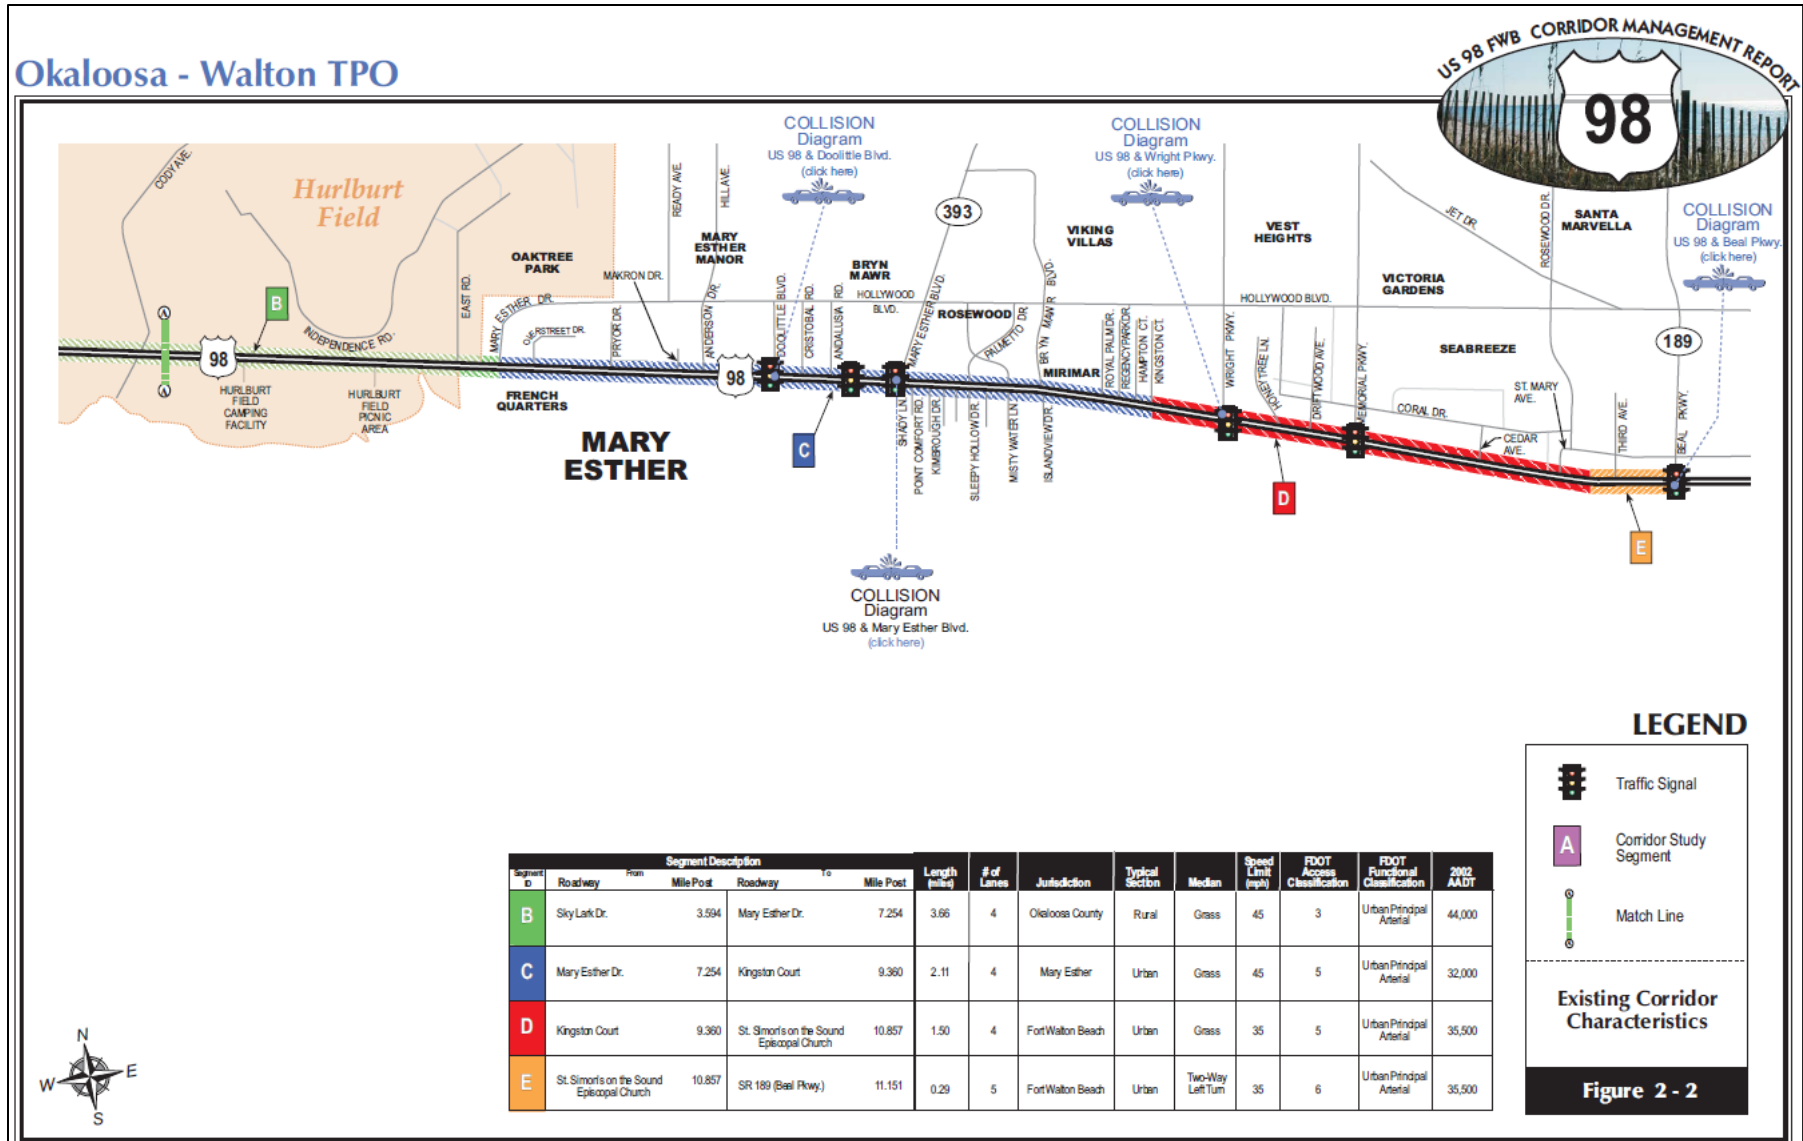 Okaloosa - Walton TPO
US 98 FWB CORRIDOR MANAGEMENT REPORT
98
COLLISION
Diagram
US 98 & Doolittle Blvd.
(click here)
COLLISION
Diagram
US 98 & Wright Pkwy.
(click here)
COLLISION
Diagram
US 98 & Beal Pkwy.
(click here)
CODY AVE.
Hurlburt
Field
READY AVE.
HILL AVE.
393
JET DR.
ROSEWOOD DR.
SANTA
MARVELLA
VIKING
VILLAS
VEST
HEIGHTS
MARY
ESTHER
MANOR
OAKTREE
PARK
BRYN
MAWR
VICTORIA
GARDENS
MAKRON DR.
EAST RD.
MARY ESTHER DR.
OVERSTREET DR.
PRYOR DR.
ANDERSON DR.
DOOLITTLE BLVD.
CRISTOBAL RD.
ANDALUSIA RD.
HOLLYWOOD
BLVD.
MARY ESTHER BLVD.
ROSEWOOD
PALMETTO DR.
BRYN MAWR BLVD.
HOLLYWOOD BLVD.
ROYAL PALM DR.
REGENCY PARK DR.
HAMPTON CT.
KINGSTON CT.
WRIGHT PKWY.
HONEYTREE LN.
DRIFTWOOD AVE.
MEMORIAL PKWY.
SEABREEZE
189
B
INDEPENDENCE RD.
98
98
MIRIMAR
HURLBURT
FIELD
CAMPING
FACILITY
HURLBURT
FIELD
PICNIC
AREA
FRENCH
QUARTERS
MARY
ESTHER
C
SHADY LN.
POINT COMFORT RD.
KIMBROUGH DR.
SLEEPY HOLLOW DR.
MISTY WATER LN.
ISLANDVIEW DR.
CORAL DR.
ST. MARY
AVE.
CEDAR
AVE.
THIRD AVE.
BEAL PKWY.
D
E
COLLISION
Diagram
US 98 & Mary Esther Blvd.
(click here)
LEGEND
Traffic Signal
A Corridor Study
Segment
A
Match Line
A
Existing Corridor
Characteristics
Figure 2 - 2
Segment Description
Segment ID From Roadway Mile Post To Roadway Mile Post Length (miles) # of Lanes Jurisdiction Typical Section Median Speed Limit (mph) FDOT Access Classification FDOT Functional Classification 2002 AADT
B Sky Lark Dr. 3.594 Mary Esther Dr. 7.254 3.66 4 Okaloosa County Rural Grass 45 3 Urban Principal Arterial 44,000
C Mary Esther Dr. 7.254 Kingston Court 9.360 2.11 4 Mary Esther Urban Grass 45 5 Urban Principal Arterial 32,000
D Kingston Court 9.360 St. Simon's on the Sound Episcopal Church 10.857 1.50 4 Fort Walton Beach Urban Grass 35 5 Urban Principal Arterial 35,500
E St. Simon's on the Sound Episcopal Church 10.857 SR 189 (Beal Pkwy.) 11.151 0.29 5 Fort Walton Beach Urban Two-Way Left Turn 35 6 Urban Principal Arterial 35,500
N
W E
S